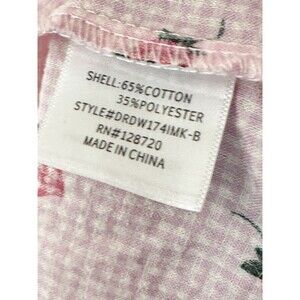 SHELL:65%COTTON
35%POLYESTER
STYLE#DRDW174IMK-B
RN#128720
MADE IN CHINA